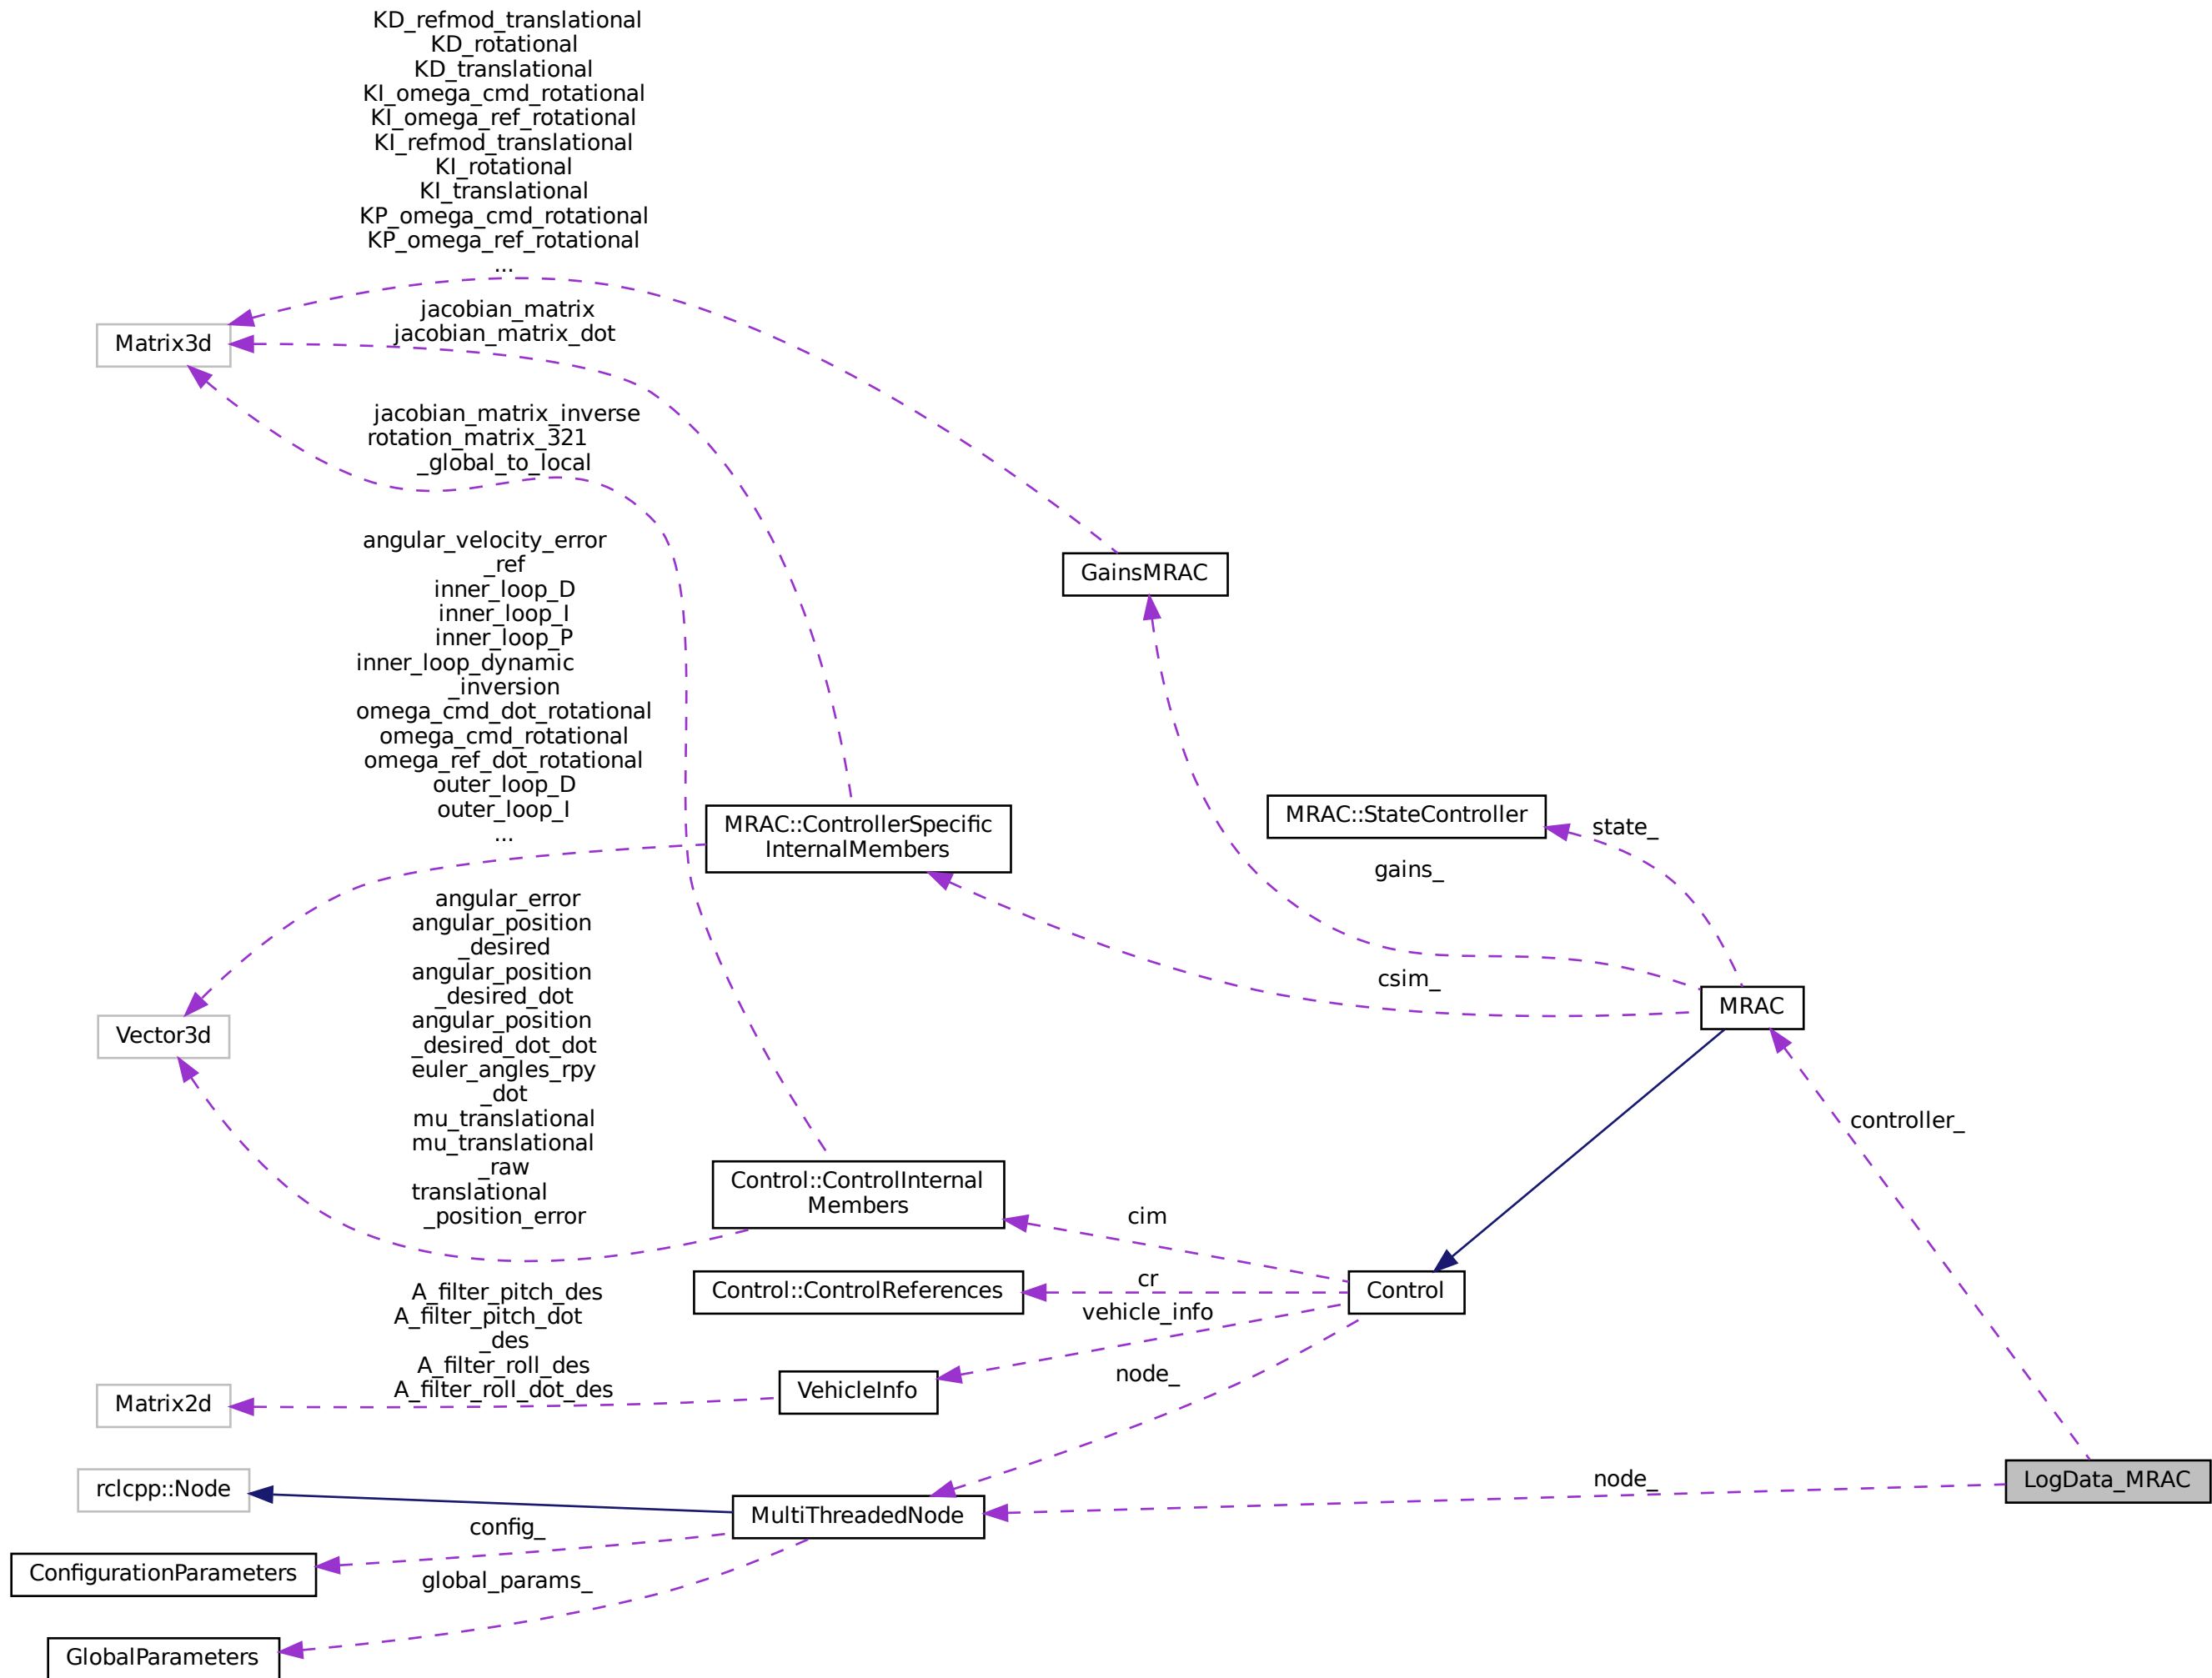 KD_refmod_translational
KD_rotational
KD_translational
KI_omega_cmd_rotational
KI_omega_ref_rotational
KI_refmod_translational
KI_rotational
KI_translational
KP_omega_cmd_rotational
KP_omega_ref_rotational
...
jacobian_matrix
jacobian_matrix_dot
Matrix3d
jacobian_matrix_inverse
rotation_matrix_321
_global_to_local
angular_velocity_error
_ref
inner_loop_D
inner_loop_I
inner_loop_P
inner_loop_dynamic
_inversion
omega_cmd_dot_rotational
omega_cmd_rotational
omega_ref_dot_rotational
outer_loop_D
outer_loop_I
...
GainsMRAC
MRAC::StateController
state_
MRAC::ControllerSpecific
InternalMembers
gains_
csim_
MRAC
Vector3d
angular_error
angular_position
_desired
angular_position
_desired_dot
angular_position
_desired_dot_dot
euler_angles_rpy
_dot
mu_translational
mu_translational
_raw
translational
_position_error
controller_
Control::ControlInternal
Members
cim
Control::ControlReferences
cr
Control
vehicle_info
A_filter_pitch_des
A_filter_pitch_dot
_des
A_filter_roll_des
A_filter_roll_dot_des
Matrix2d
VehicleInfo
node_
rclcpp::Node
MultiThreadedNode
node_
LogData_MRAC
config_
ConfigurationParameters
global_params_
GlobalParameters